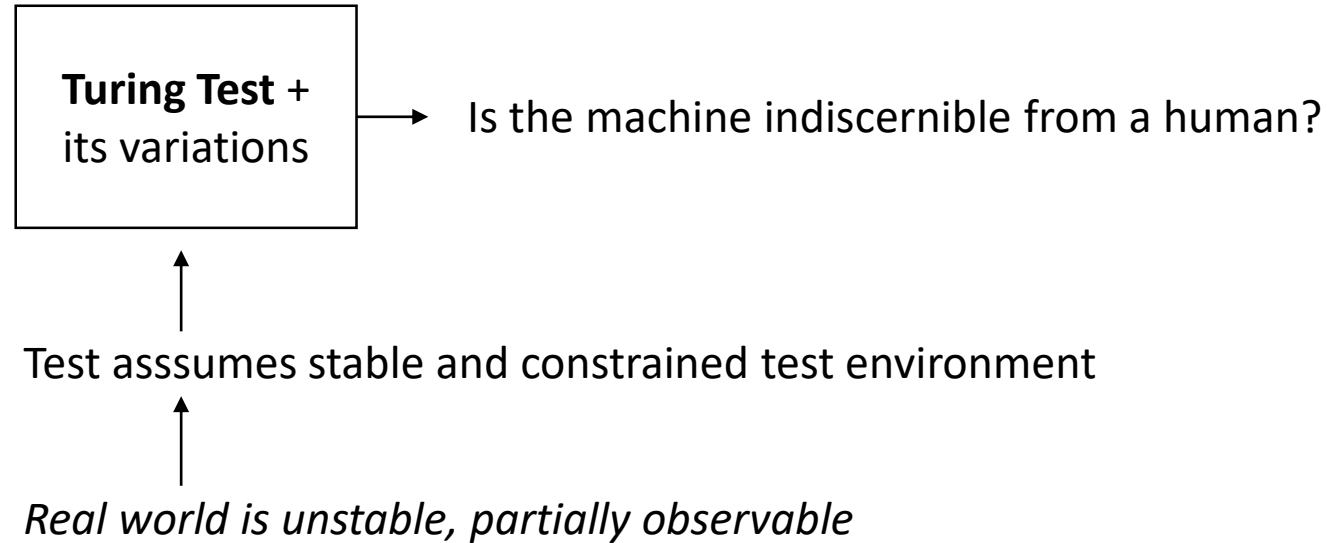 Turing Test +
its variations
Is the machine indiscernible from a human?
Test asssumes stable and constrained test environment
Real world is unstable, partially observable